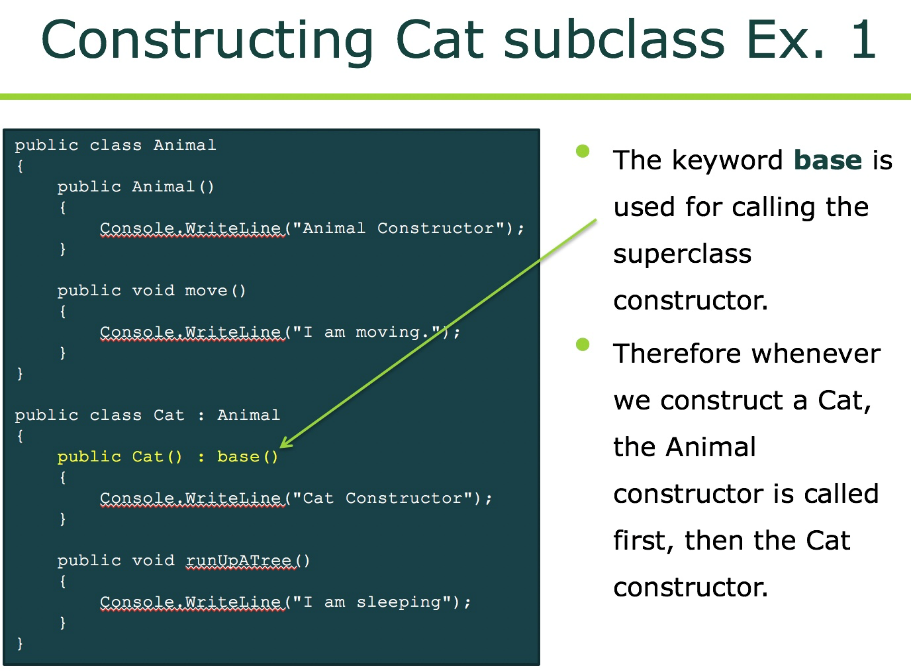 Constructing Cat subclass Ex. 1
public class Animal
{
    public Animal()
    {
        Console.WriteLine("Animal Constructor");
    }

    public void move()
    {
        Console.WriteLine("I am moving.");
    }
}

public class Cat : Animal
{
    public Cat() : base()
    {
        Console.WriteLine("Cat Constructor");
    }

    public void runUpATree()
    {
        Console.WriteLine("I am sleeping");
    }
}
The keyword base is
used for calling the
superclass
constructor.
Therefore whenever
we construct a Cat,
the Animal
constructor is called
first, then the Cat
constructor.